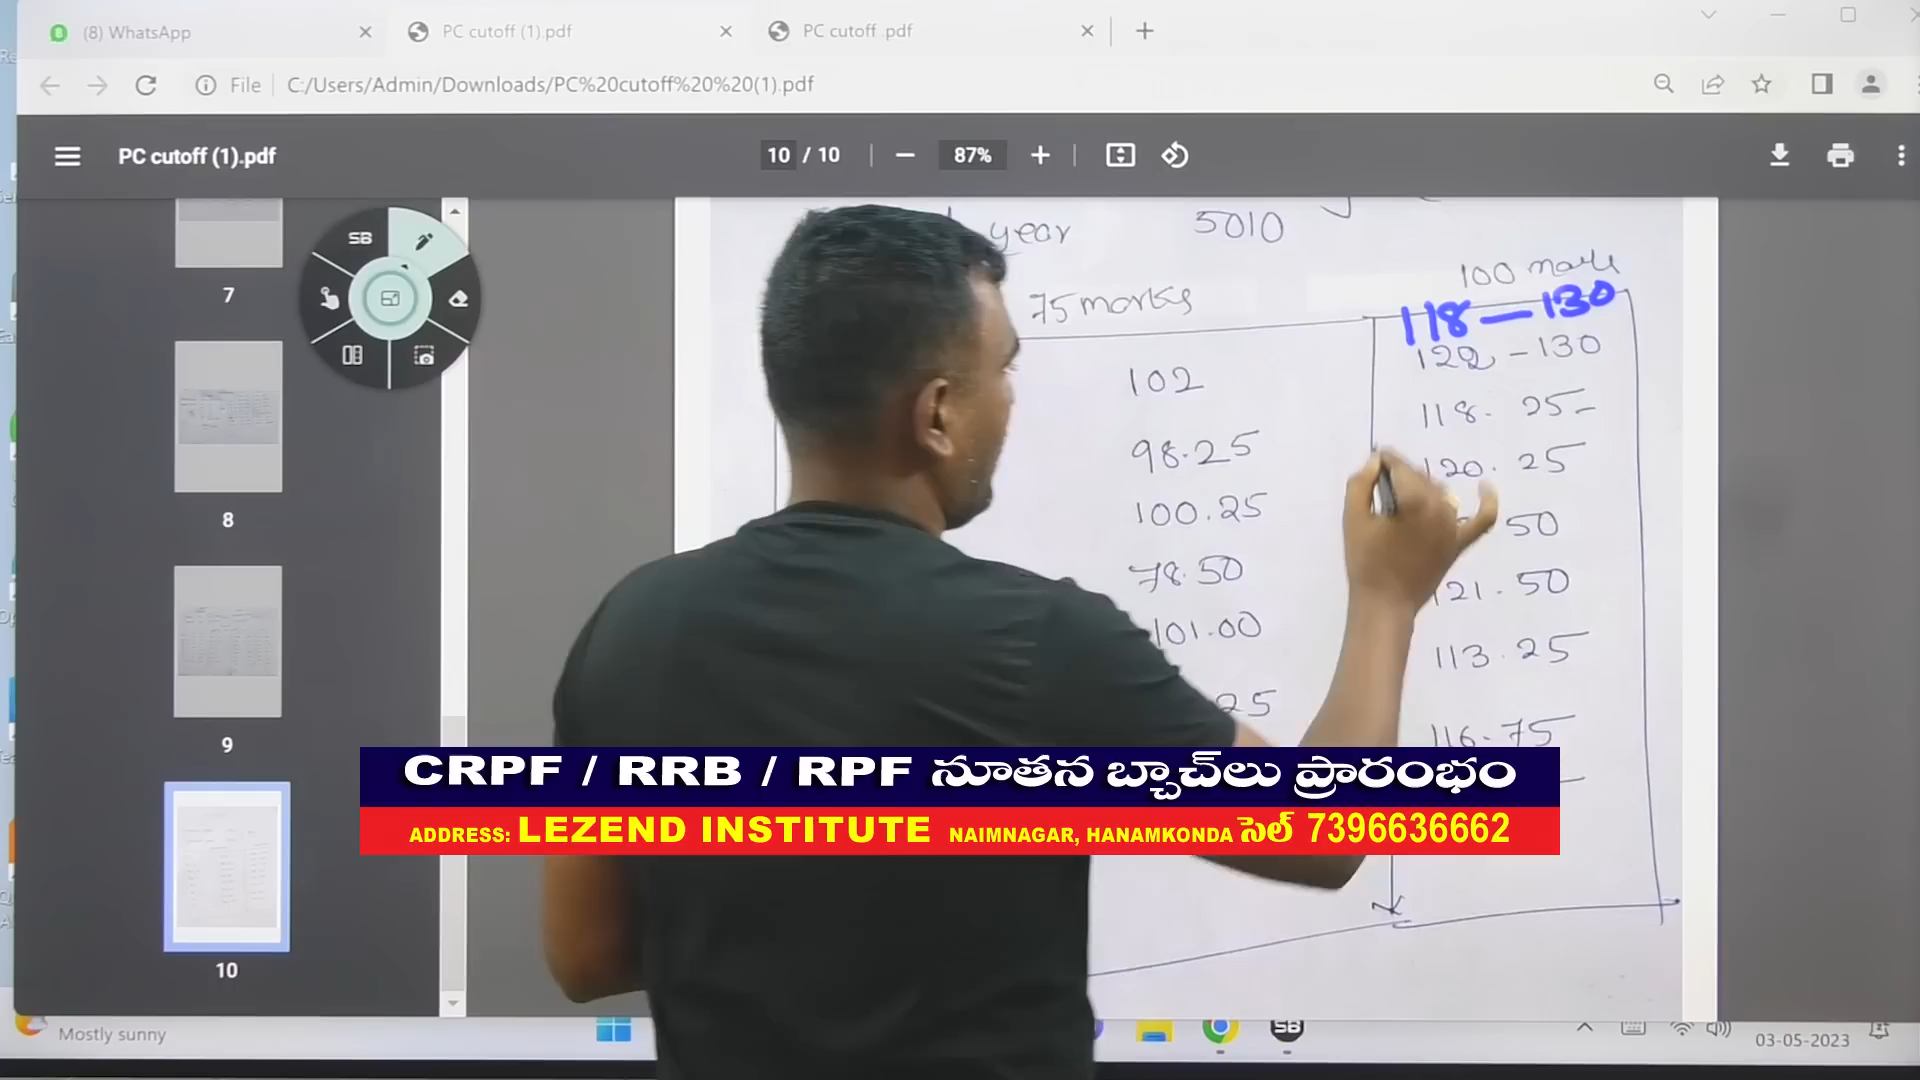 (8) WhatsApp
PC cutoff (1).pdf
PC cutoff .pdf
File
C:/Users/Admin/Downloads/PC%20cutoff%20%20(1).pdf
PC cutoff (1).pdf
10 / 10
87%
SB
7
8
9
10
year 5010
75 marks
100 marks
118 — 130
102
122 - 130
98.25
118. 25-
100.25
120. 25
78.50
50
101.00
121.50
113.25
25
116.75
CRPF / RRB / RPF నూతన బ్యాచ్‌లు ప్రారంభం
ADDRESS: LEZEND INSTITUTE NAIMNAGAR, HANAMKONDA సెల్ 7396636662
Mostly sunny
SB
03-05-2023